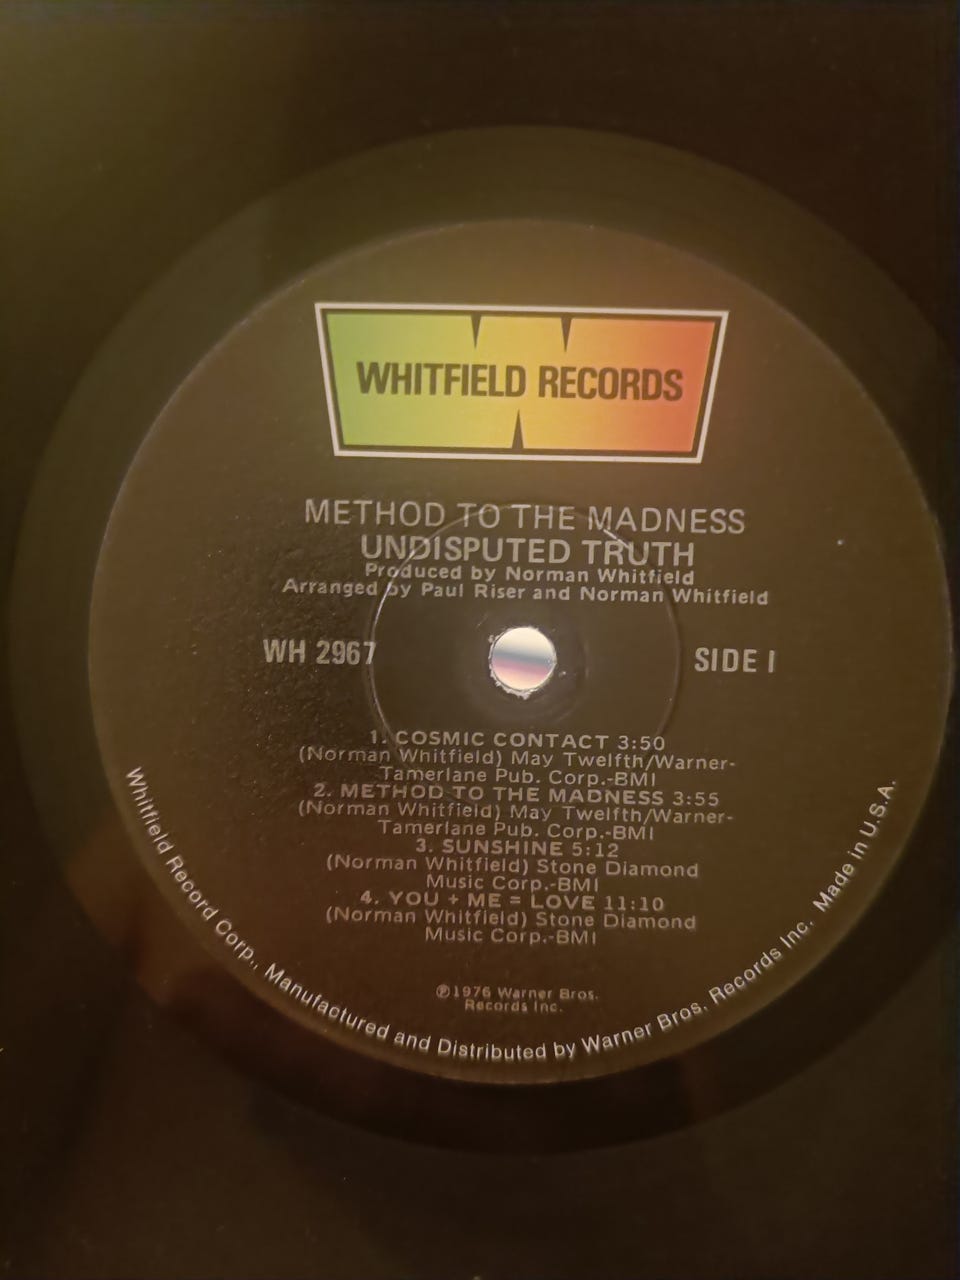 WHITFIELD RECORDS
METHOD TO THE MADNESS
UNDISPUTED TRUTH
Produced by Norman Whitfield
Arranged by Paul Riser and Norman Whitfield
WH 2967
SIDE I
1. COSMIC CONTACT 3:50
(Norman Whitfield) May Twelfth/Warner-
Tamerlane Pub. Corp.-BMI
2. METHOD TO THE MADNESS 3:55
(Norman Whitfield) May Twelfth/Warner-
Tamerlane Pub. Corp.-BMI
3. SUNSHINE 5:12
(Norman Whitfield) Stone Diamond
Music Corp.-BMI
4. YOU + ME = LOVE 11:10
(Norman Whitfield) Stone Diamond
Music Corp.-BMI
℗1976 Warner Bros.
Records Inc.
Whitfield Record Corp., Manufactured and Distributed by Warner Bros. Records Inc. Made in U.S.A.